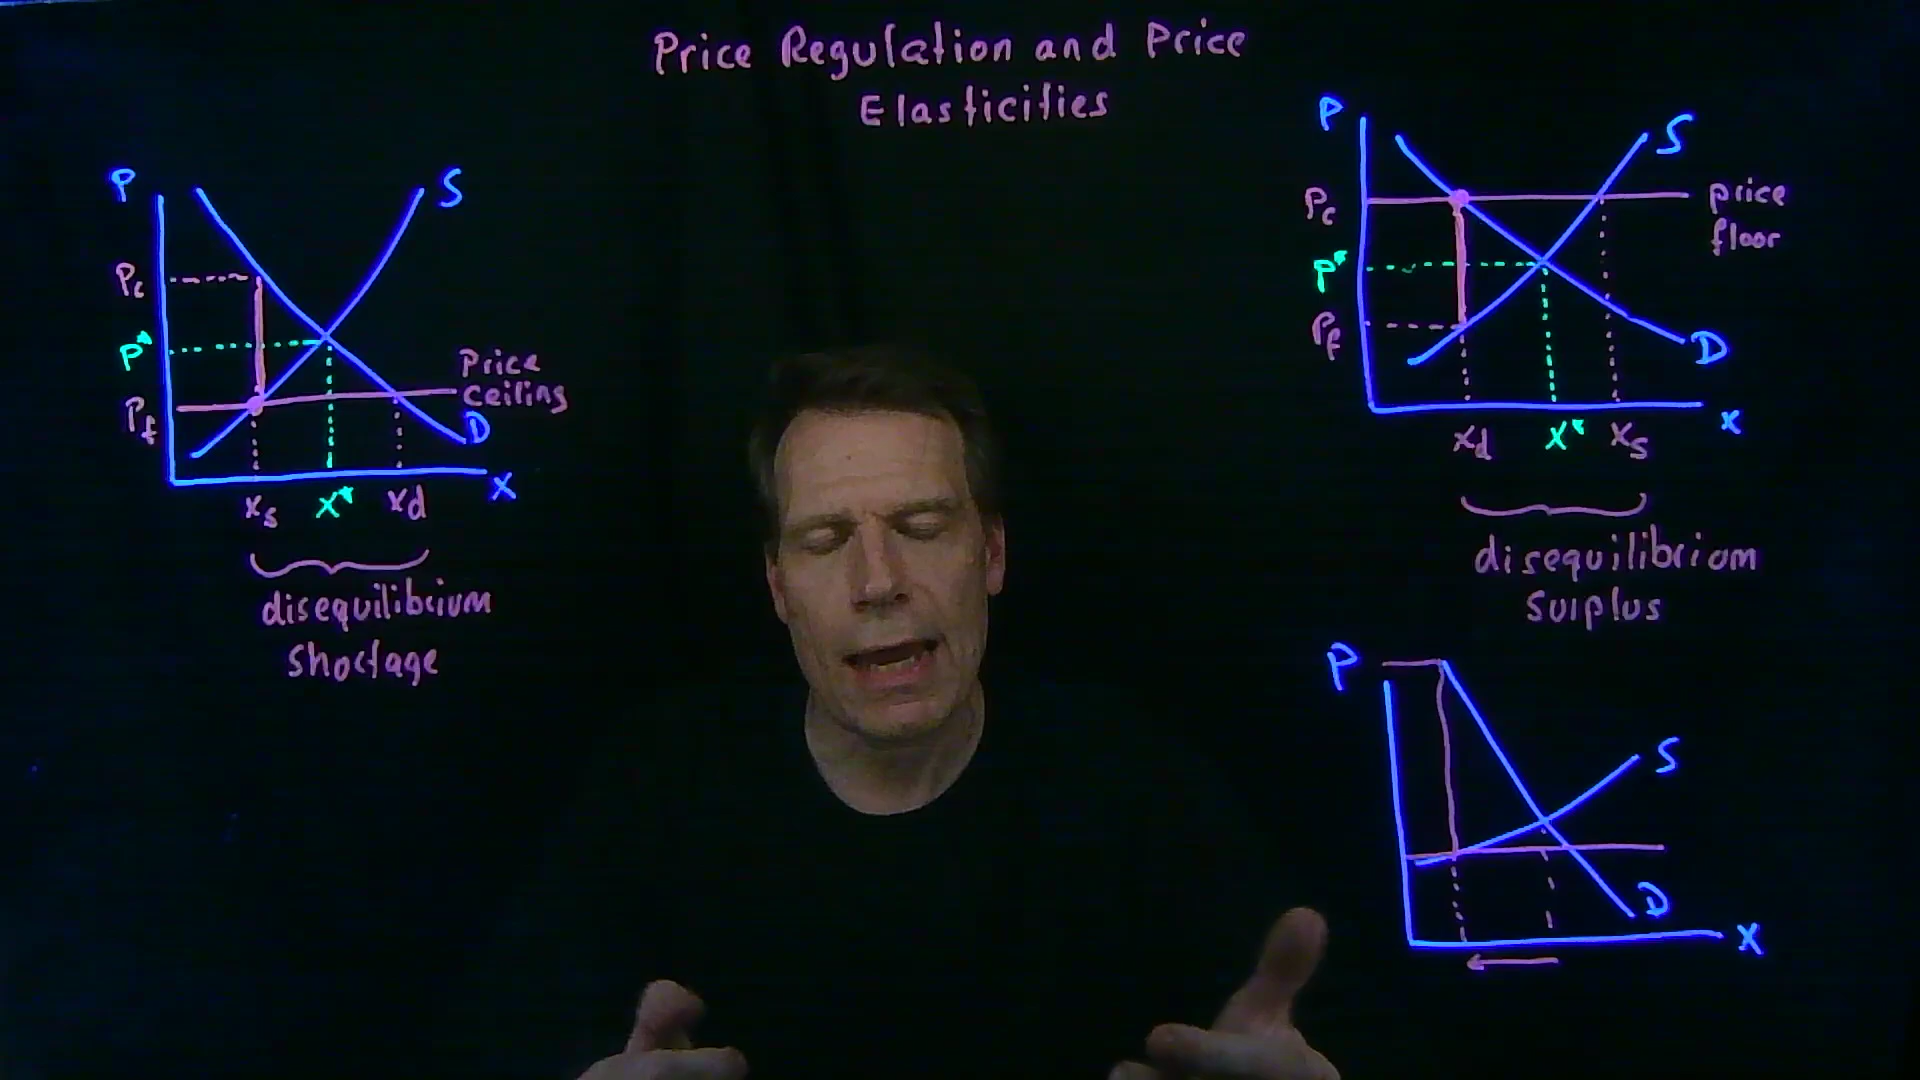 Price Regulation and Price
Elasticities
P
S
Pc
P*
Pf
Price
ceiling
D
X
xs
x*
xd
disequilibrium
shortage
P
S
Pc
price
floor
P*
Pf
D
x
xd
x*
xs
disequilibrium
surplus
P
S
D
X